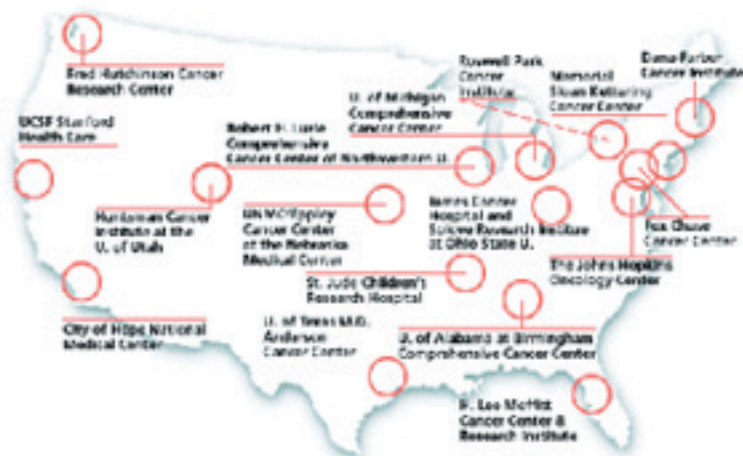 Fred Hutchinson Cancer
Research Center
UCSF Stanford
Health Care
Robert H. Lurie
Comprehensive
Cancer Center of Northwestern U.
U. of Michigan
Comprehensive
Cancer Center
Roswell Park
Cancer
Institute
Memorial
Sloan Kettering
Cancer Center
Dana-Farber
Cancer Institute
Huntsman Cancer
Institute at the
U. of Utah
Cancer Center
at the Nebraska
Medical Center
James Cancer
Hospital and
Research Institute
at Ohio State U.
Fox Chase
Cancer Center
The Johns Hopkins
Oncology Center
St. Jude Children's
Research Hospital
City of Hope National
Medical Center
U. of Texas M.D.
Anderson
Cancer Center
U. of Alabama at Birmingham
Comprehensive Cancer Center
H. Lee Moffitt
Cancer Center &
Research Institute